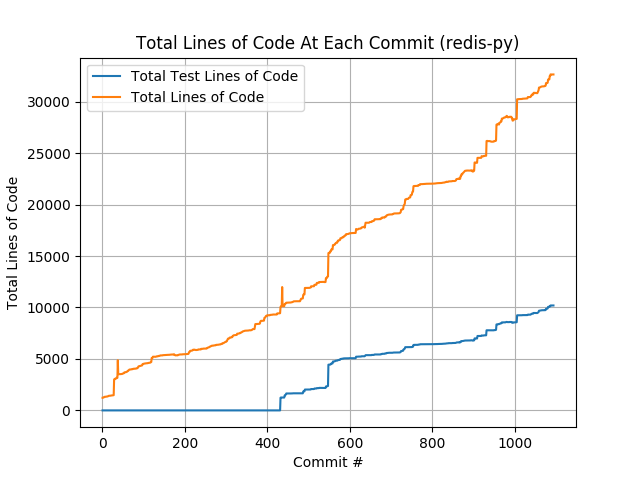 Total Lines of Code At Each Commit (redis-py)
Total Test Lines of Code
Total Lines of Code
Total Lines of Code
30000
25000
20000
15000
10000
5000
0
0 200 400 600 800 1000
Commit #